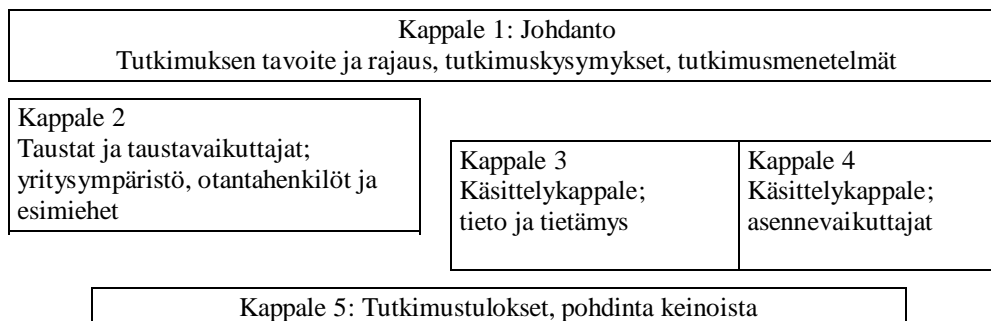 Kappale 1: Johdanto
Tutkimuksen tavoite ja rajaus, tutkimuskysymykset, tutkimusmenetelmät
Kappale 2
Taustat ja taustavaikuttajat;
yritysympäristö, otantahenkilöt ja
esimiehet
Kappale 3
Käsittelykappale;
tieto ja tietämys
Kappale 4
Käsittelykappale;
asennevaikuttajat
Kappale 5: Tutkimustulokset, pohdinta keinoista